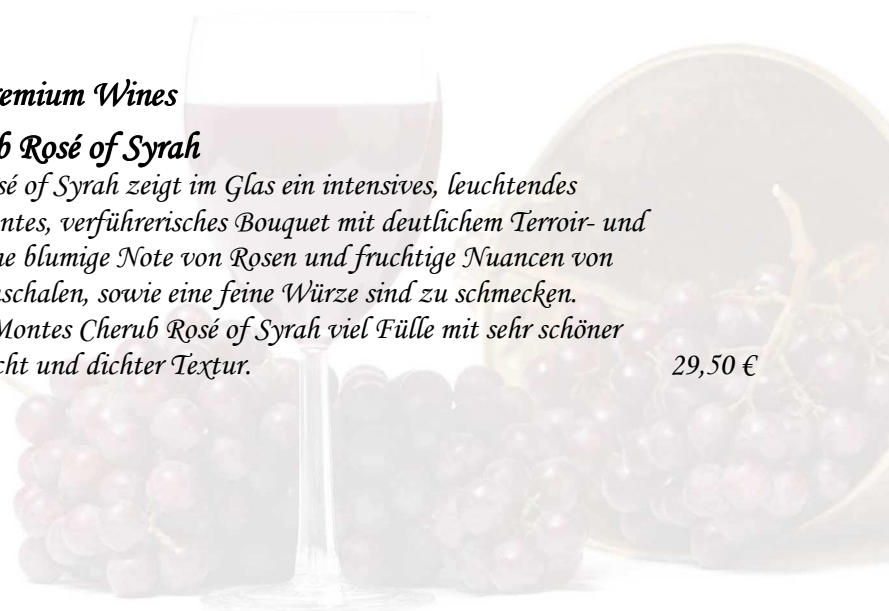 remium Wines
b Rosé of Syrah
sé of Syrah zeigt im Glas ein intensives, leuchtendes
ntes, verführerisches Bouquet mit deutlichem Terroir- und
ne blumige Note von Rosen und fruchtige Nuancen von
nschalen, sowie eine feine Würze sind zu schmecken.
Montes Cherub Rosé of Syrah viel Fülle mit sehr schöner
cht und dichter Textur. 29,50 €